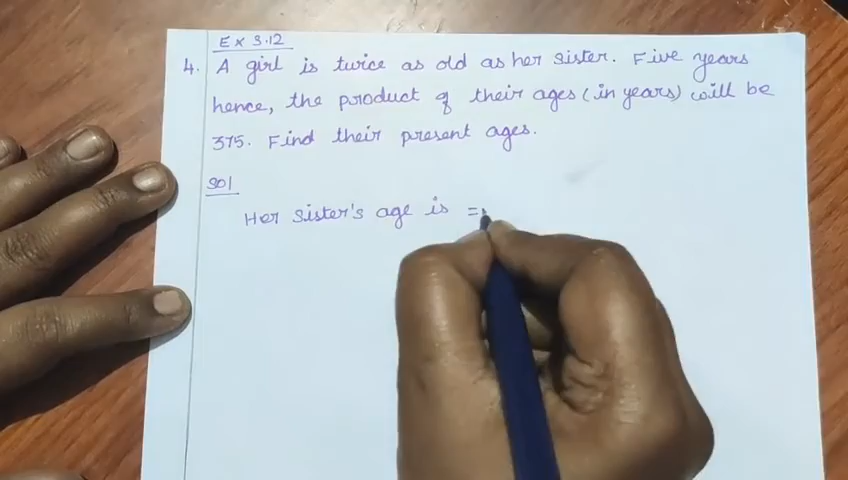 Ex 3.12
4. A girl is twice as old as her sister. Five years
hence, the product of their ages (in years) will be
375. Find their present ages.
Sol
Her sister's age is =